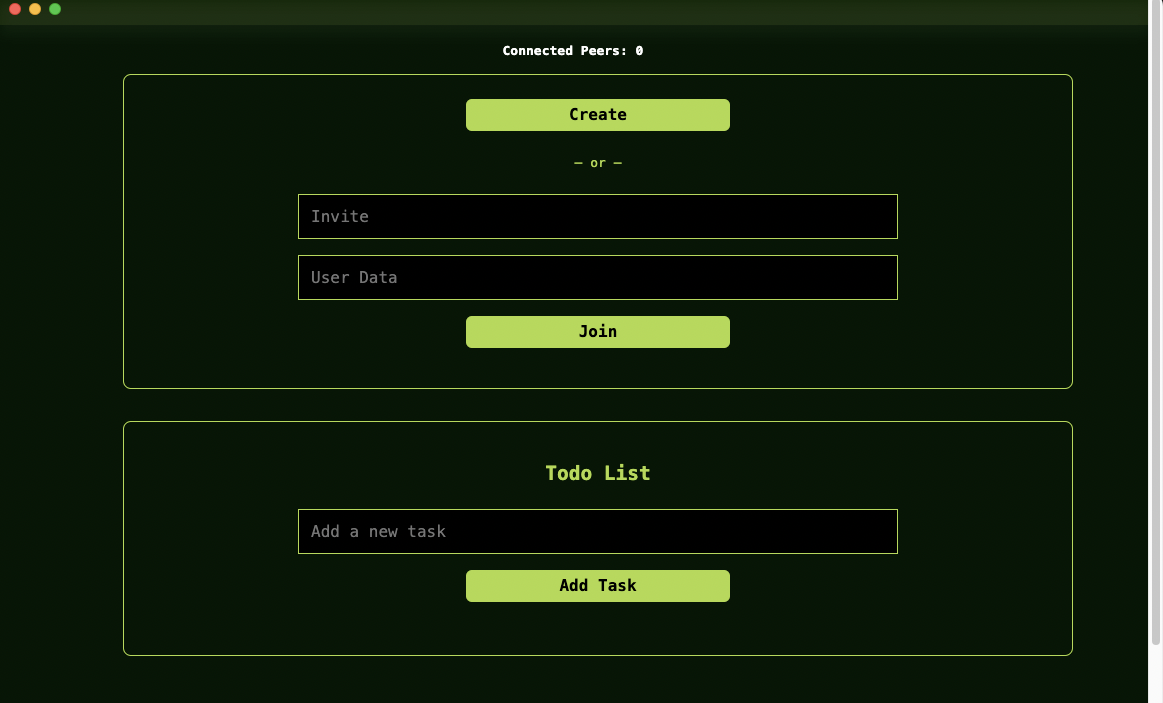 Connected Peers: 0
Create
— or —
Invite
User Data
Join
Todo List
Add a new task
Add Task